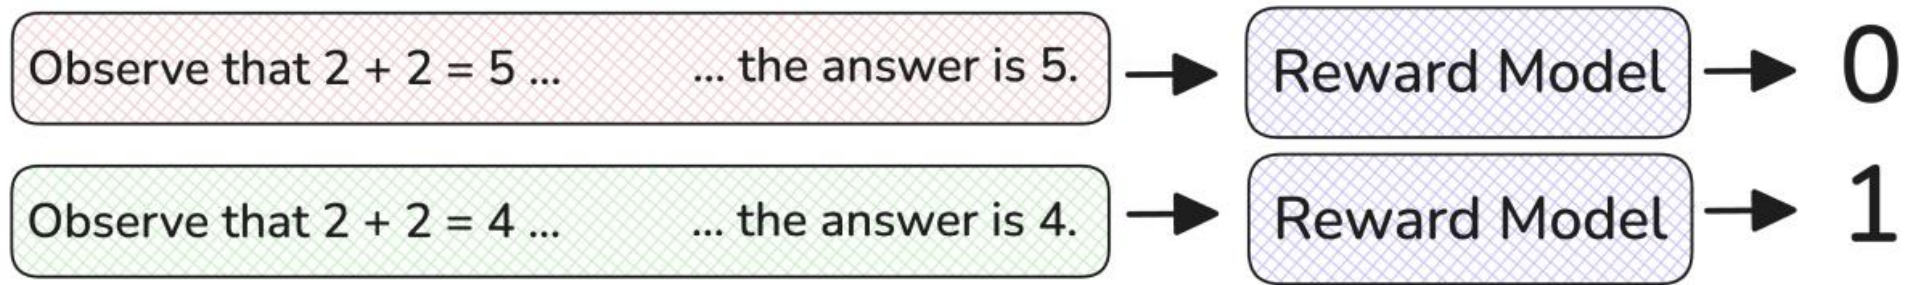 Observe that 2 + 2 = 5 ... ... the answer is 5. Reward Model 0
Observe that 2 + 2 = 4 ... ... the answer is 4. Reward Model 1